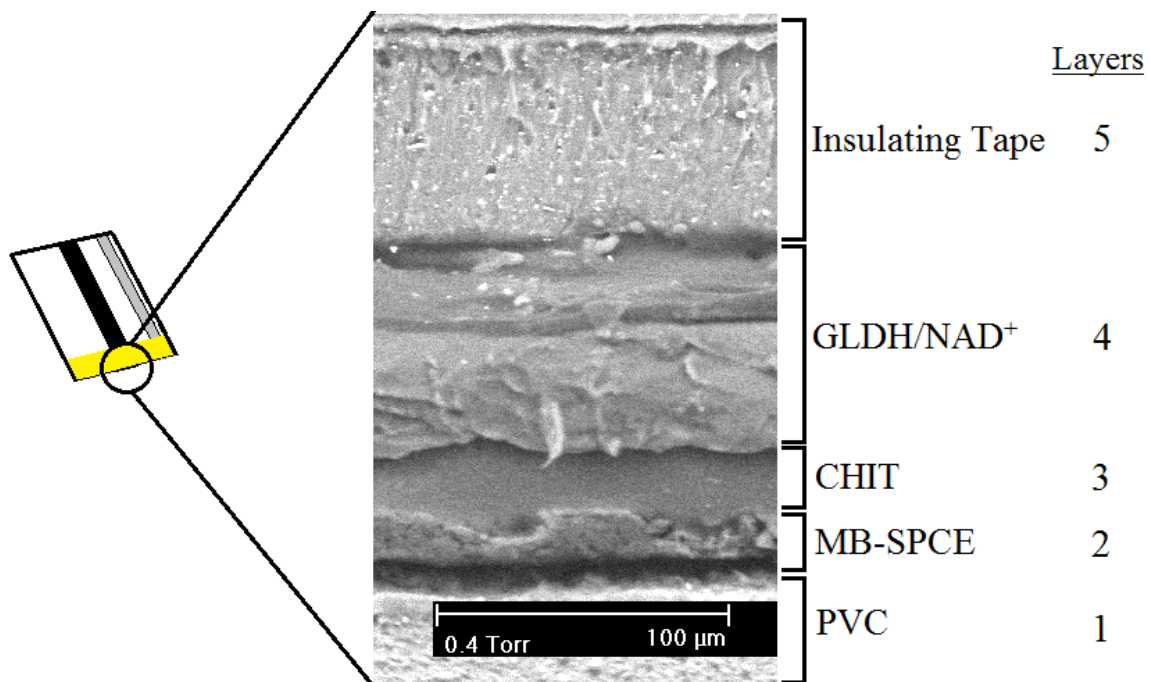 Layers
Insulating Tape 5
GLDH/NAD⁺ 4
CHIT 3
MB-SPCE 2
PVC 1
0.4 Torr 100 µm